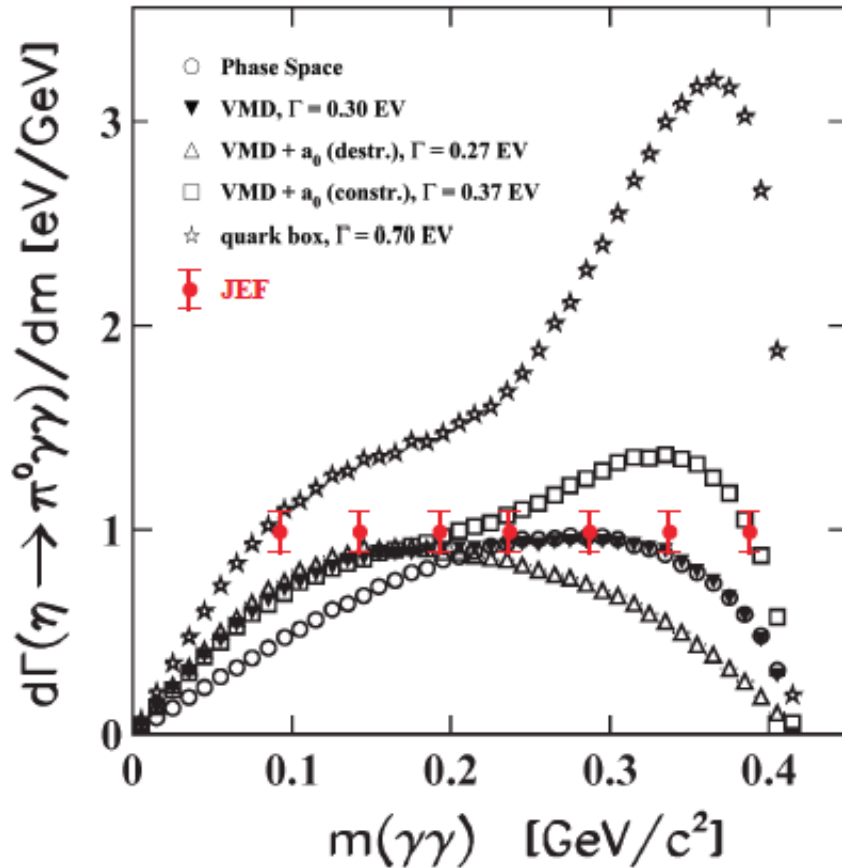 dΓ(η → π⁰γγ)/dm [eV/GeV]
3
2
1
0
Phase Space
VMD, Γ = 0.30 EV
VMD + a₀ (destr.), Γ = 0.27 EV
VMD + a₀ (constr.), Γ = 0.37 EV
quark box, Γ = 0.70 EV
JEF
0 0.1 0.2 0.3 0.4
m(γγ) [GeV/c²]